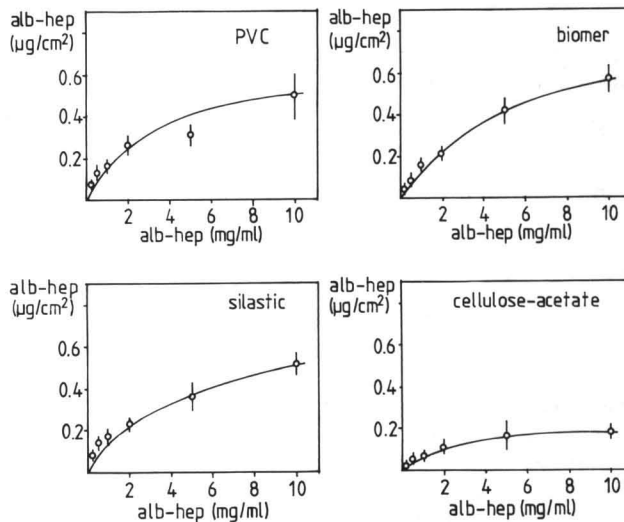 alb-hep
(µg/cm²)
PVC
0.6
0.4
0.2
2 4 6 8 10
alb-hep (mg/ml)
alb-hep
(µg/cm²)
biomer
0.6
0.4
0.2
2 4 6 8 10
alb-hep (mg/ml)
alb-hep
(µg/cm²)
silastic
0.6
0.4
0.2
2 4 6 8 10
alb-hep (mg/ml)
alb-hep
(µg/cm²)
cellulose-acetate
0.6
0.4
0.2
2 4 6 8 10
alb-hep (mg/ml)